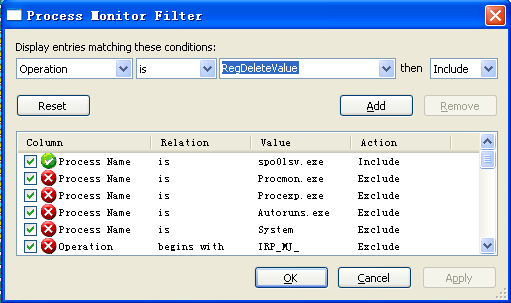 Process Monitor Filter
Display entries matching these conditions:
Operation is RegDeleteValue then Include
Reset Add Remove
Column Relation Value Action
Process Name is spo0lsv.exe Include
Process Name is Procmon.exe Exclude
Process Name is Procexp.exe Exclude
Process Name is Autoruns.exe Exclude
Process Name is System Exclude
Operation begins with IRP_MJ_ Exclude
OK Cancel Apply